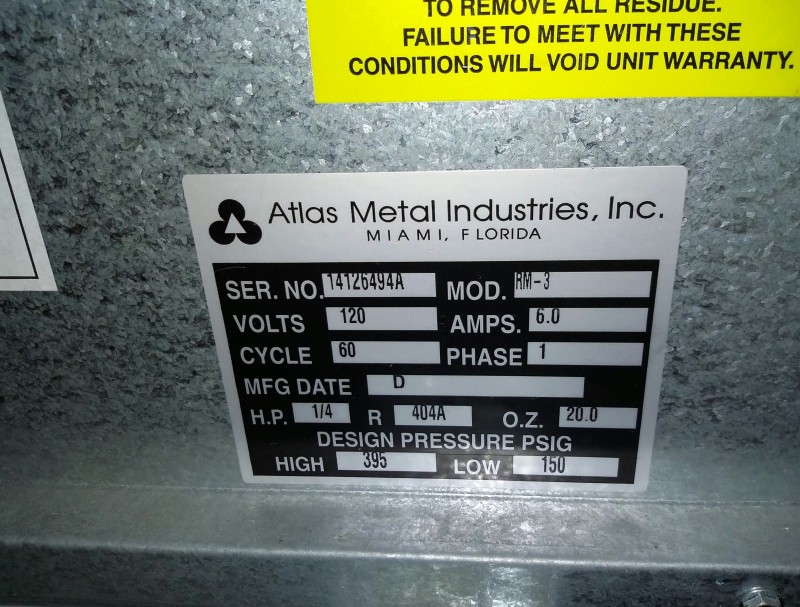 TO REMOVE ALL RESIDUE.
FAILURE TO MEET WITH THESE
CONDITIONS WILL VOID UNIT WARRANTY.
Atlas Metal Industries, Inc.
MIAMI, FLORIDA
SER. NO. 14126494A MOD. RM-3
VOLTS 120 AMPS. 6.0
CYCLE 60 PHASE 1
MFG DATE D
H.P. 1/4 R 404A O.Z. 20.0
DESIGN PRESSURE PSIG
HIGH 395 LOW 150